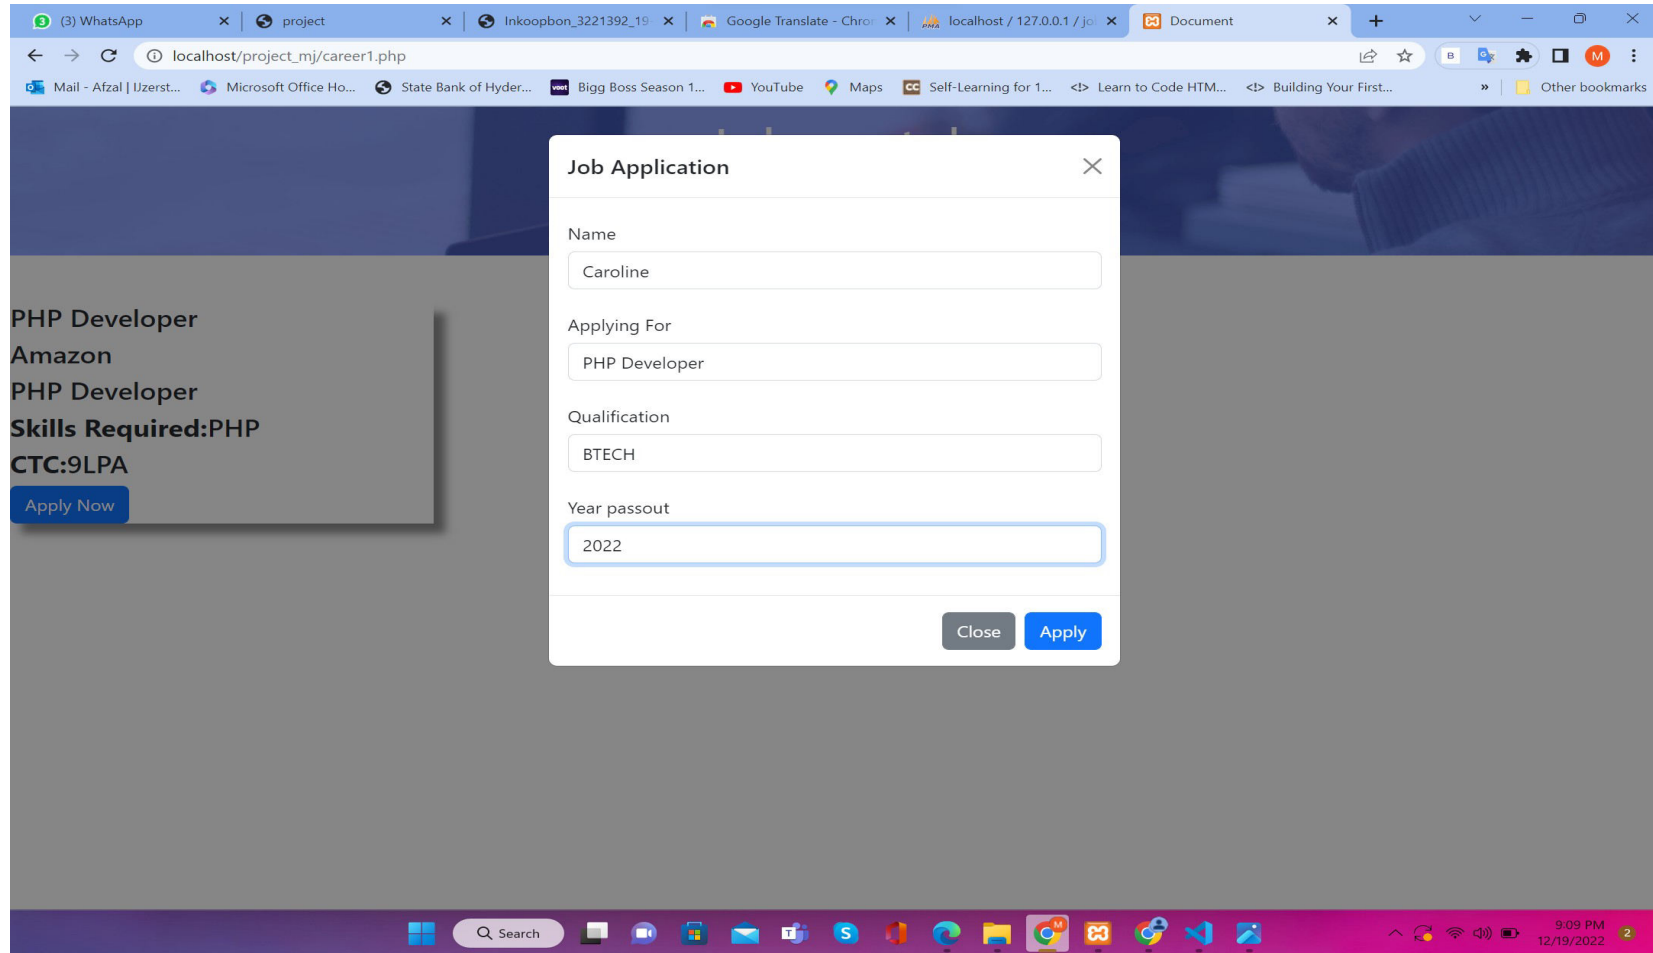 (3) WhatsApp
project
Inkoopbon_3221392_19
Google Translate - Chro
localhost / 127.0.0.1 / jo
Document
localhost/project_mj/career1.php
B
M
Mail - Afzal | IJzerst...
Microsoft Office Ho...
State Bank of Hyder...
voot
Bigg Boss Season 1...
YouTube
Maps
CC
Self-Learning for 1...
Learn to Code HTM...
Building Your First...
»
Other bookmarks
Job Application
Name
Caroline
Applying For
PHP Developer
Qualification
BTECH
Year passout
2022
Close
Apply
PHP Developer
Amazon
PHP Developer
Skills Required:PHP
CTC:9LPA
Apply Now
Search
9:09 PM
12/19/2022
2